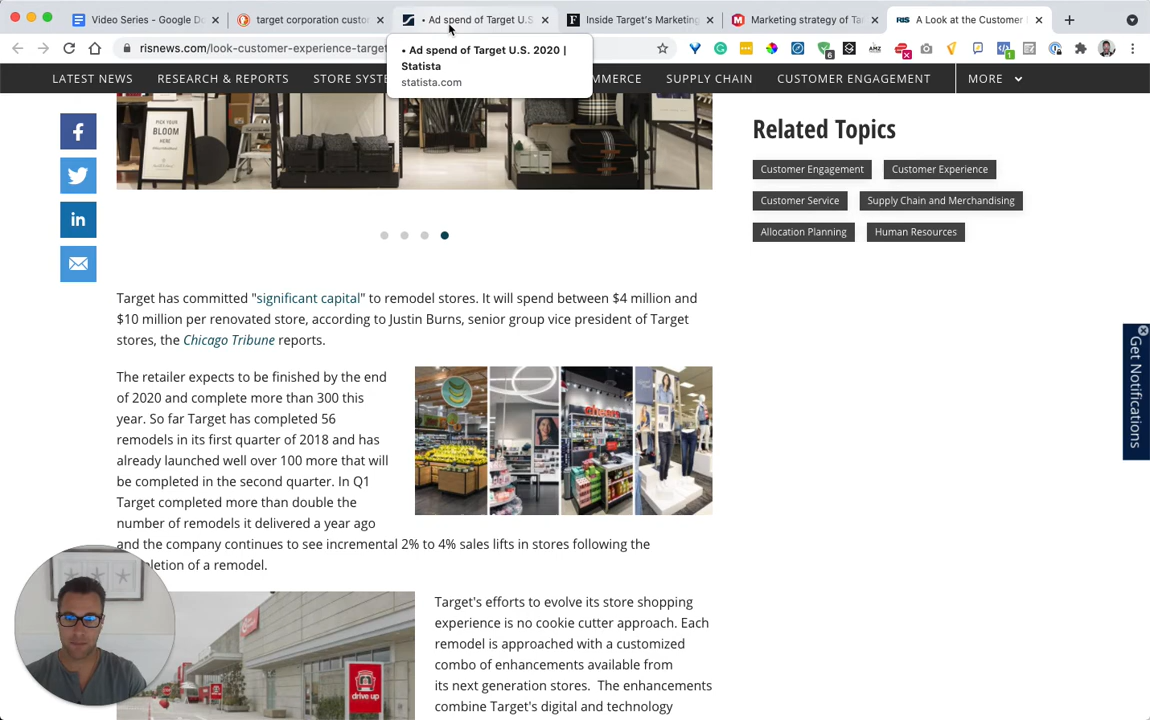 Video Series - Google D
target corporation custo
• Ad spend of Target U.S
Inside Target's Marketing
Marketing strategy of Ta
RIS
A Look at the Customer
risnews.com/look-customer-experience-target
6
1
• Ad spend of Target U.S. 2020 |
Statista
statista.com
LATEST NEWS
RESEARCH & REPORTS
STORE SYSTE
MMERCE
SUPPLY CHAIN
CUSTOMER ENGAGEMENT
MORE
PICK YOUR
BLOOM
HERE
Related Topics
Customer Engagement
Customer Experience
Customer Service
Supply Chain and Merchandising
Allocation Planning
Human Resources
Target has committed "significant capital" to remodel stores. It will spend between $4 million and
$10 million per renovated store, according to Justin Burns, senior group vice president of Target
stores, the Chicago Tribune reports.
The retailer expects to be finished by the end
of 2020 and complete more than 300 this
year. So far Target has completed 56
remodels in its first quarter of 2018 and has
already launched well over 100 more that will
be completed in the second quarter. In Q1
Target completed more than double the
number of remodels it delivered a year ago
and the company continues to see incremental 2% to 4% sales lifts in stores following the
pletion of a remodel.
Get Notifications
drive up
Target's efforts to evolve its store shopping
experience is no cookie cutter approach. Each
remodel is approached with a customized
combo of enhancements available from
its next generation stores. The enhancements
combine Target's digital and technology